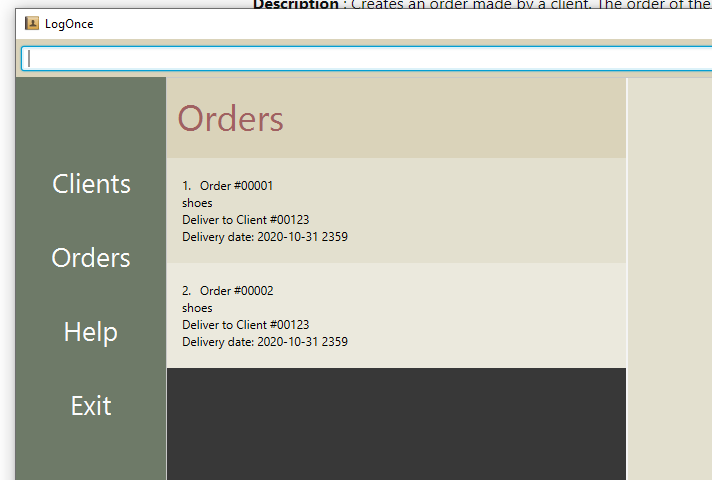 Description : Creates an order made by a client. The order of the
LogOnce
Orders
Clients
Orders
Help
Exit
1. Order #00001
shoes
Deliver to Client #00123
Delivery date: 2020-10-31 2359
2. Order #00002
shoes
Deliver to Client #00123
Delivery date: 2020-10-31 2359